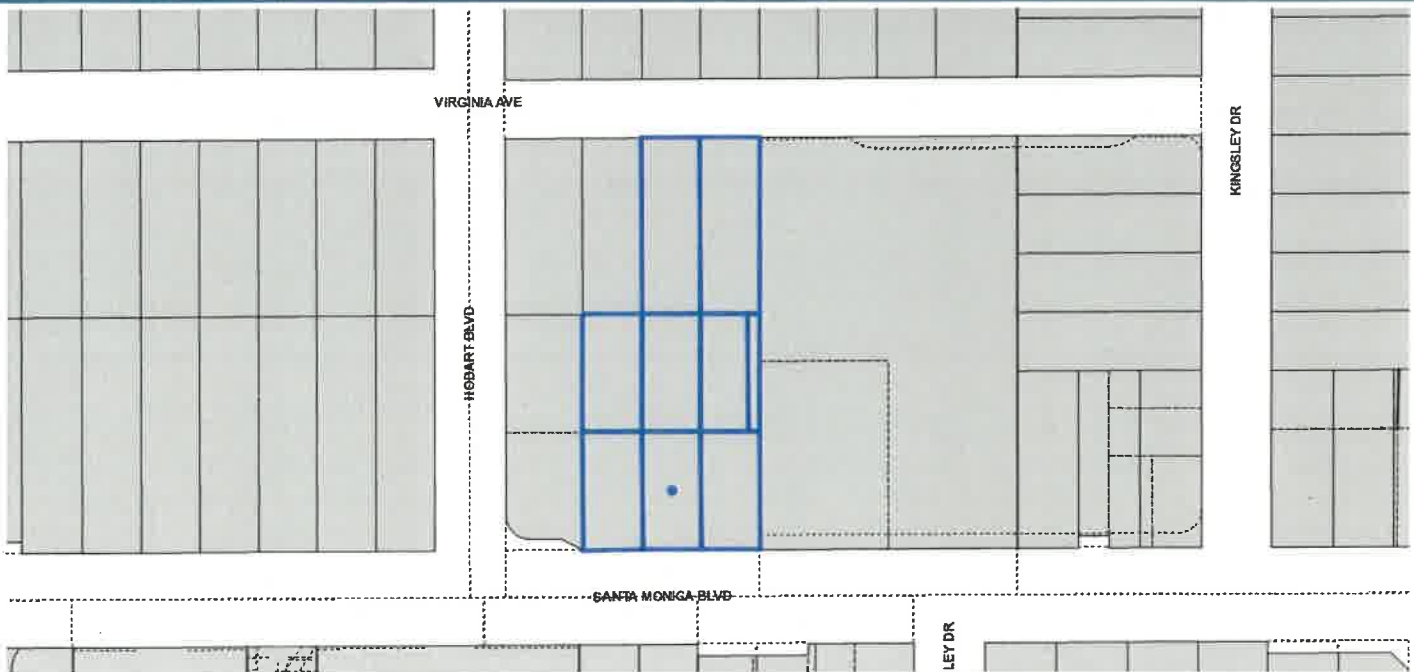 VIRGINIA AVE
KINGSLEY DR
HOBART BLVD
SANTA MONICA BLVD
LEY DR